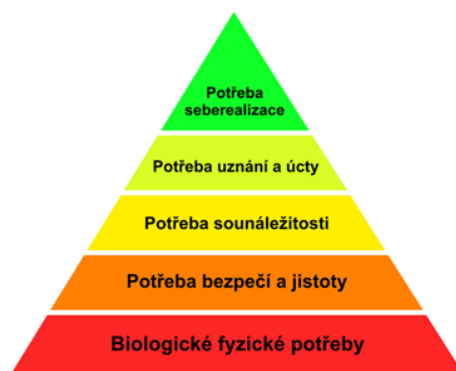 Potřeba
seberealizace
Potřeba uznání a úcty
Potřeba sounáležitosti
Potřeba bezpečí a jistoty
Biologické fyzické potřeby